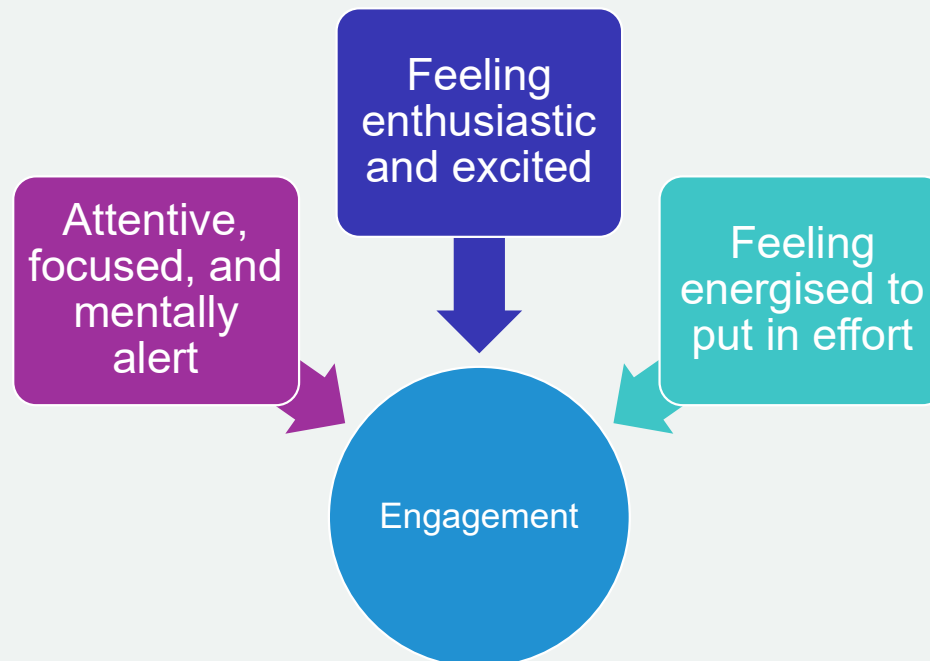 Feeling
enthusiastic
and excited
Attentive,
focused, and
mentally
alert
Feeling
energised to
put in effort
Engagement